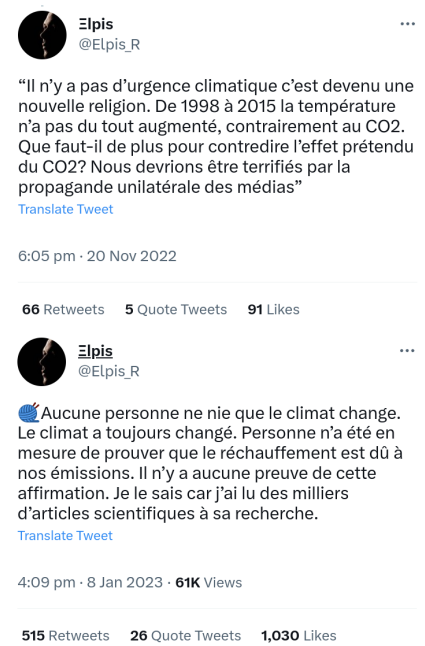 Ξlpis
@Elpis_R
“Il n’y a pas d’urgence climatique c’est devenu une
nouvelle religion. De 1998 à 2015 la température
n’a pas du tout augmenté, contrairement au CO2.
Que faut-il de plus pour contredire l’effet prétendu
du CO2? Nous devrions être terrifiés par la
propagande unilatérale des médias”
Translate Tweet
6:05 pm · 20 Nov 2022
66 Retweets 5 Quote Tweets 91 Likes
Ξlpis
@Elpis_R
🧶Aucune personne ne nie que le climat change.
Le climat a toujours changé. Personne n’a été en
mesure de prouver que le réchauffement est dû à
nos émissions. Il n’y a aucune preuve de cette
affirmation. Je le sais car j’ai lu des milliers
d’articles scientifiques à sa recherche.
Translate Tweet
4:09 pm · 8 Jan 2023 · 61K Views
515 Retweets 26 Quote Tweets 1,030 Likes